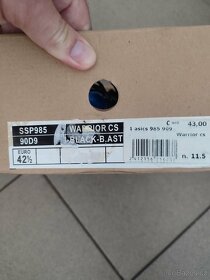 SSP985
90D9
EURO
42½
WARRIOR CS
BLACK-B.AST
€ 43,00
1 asics 985 909
Warrior cs
n. 11.5